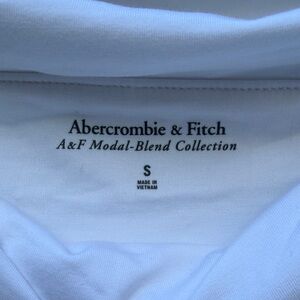 Abercrombie & Fitch
A&F Modal-Blend Collection
S
MADE IN
VIETNAM